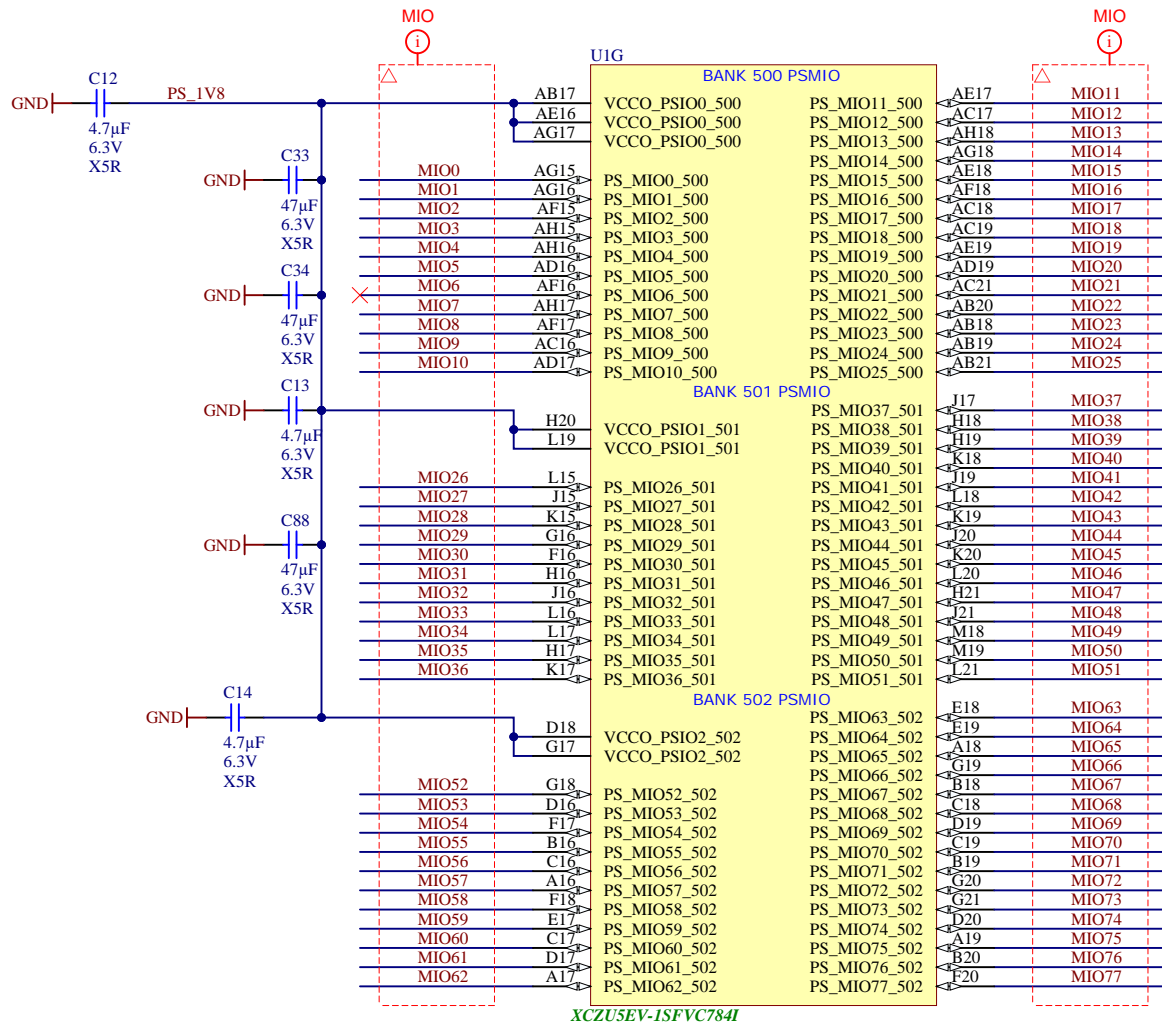 MIO
i
MIO
i
U1G
C12
GND
PS_1V8
4.7µF
6.3V
X5R
C33
GND
47µF
6.3V
X5R
C34
GND
47µF
6.3V
X5R
C13
GND
4.7µF
6.3V
X5R
C88
GND
47µF
6.3V
X5R
C14
GND
4.7µF
6.3V
X5R
BANK 500 PSMIO
AB17 VCCO_PSIO0_500 PS_MIO11_500 AE17 MIO11
AE16 VCCO_PSIO0_500 PS_MIO12_500 AC17 MIO12
AG17 VCCO_PSIO0_500 PS_MIO13_500 AH18 MIO13
PS_MIO14_500 AG18 MIO14
MIO0 AG15 PS_MIO0_500 PS_MIO15_500 AE18 MIO15
MIO1 AG16 PS_MIO1_500 PS_MIO16_500 AF18 MIO16
MIO2 AF15 PS_MIO2_500 PS_MIO17_500 AC18 MIO17
MIO3 AH15 PS_MIO3_500 PS_MIO18_500 AC19 MIO18
MIO4 AH16 PS_MIO4_500 PS_MIO19_500 AE19 MIO19
MIO5 AD16 PS_MIO5_500 PS_MIO20_500 AD19 MIO20
MIO6 AF16 PS_MIO6_500 PS_MIO21_500 AC21 MIO21
MIO7 AH17 PS_MIO7_500 PS_MIO22_500 AB20 MIO22
MIO8 AF17 PS_MIO8_500 PS_MIO23_500 AB18 MIO23
MIO9 AC16 PS_MIO9_500 PS_MIO24_500 AB19 MIO24
MIO10 AD17 PS_MIO10_500 PS_MIO25_500 AB21 MIO25
BANK 501 PSMIO
PS_MIO37_501 J17 MIO37
H20 VCCO_PSIO1_501 PS_MIO38_501 H18 MIO38
L19 VCCO_PSIO1_501 PS_MIO39_501 H19 MIO39
PS_MIO40_501 K18 MIO40
MIO26 L15 PS_MIO26_501 PS_MIO41_501 J19 MIO41
MIO27 J15 PS_MIO27_501 PS_MIO42_501 L18 MIO42
MIO28 K15 PS_MIO28_501 PS_MIO43_501 K19 MIO43
MIO29 G16 PS_MIO29_501 PS_MIO44_501 J20 MIO44
MIO30 F16 PS_MIO30_501 PS_MIO45_501 K20 MIO45
MIO31 H16 PS_MIO31_501 PS_MIO46_501 L20 MIO46
MIO32 J16 PS_MIO32_501 PS_MIO47_501 H21 MIO47
MIO33 L16 PS_MIO33_501 PS_MIO48_501 J21 MIO48
MIO34 L17 PS_MIO34_501 PS_MIO49_501 M18 MIO49
MIO35 H17 PS_MIO35_501 PS_MIO50_501 M19 MIO50
MIO36 K17 PS_MIO36_501 PS_MIO51_501 L21 MIO51
BANK 502 PSMIO
PS_MIO63_502 E18 MIO63
D18 VCCO_PSIO2_502 PS_MIO64_502 E19 MIO64
G17 VCCO_PSIO2_502 PS_MIO65_502 A18 MIO65
PS_MIO66_502 G19 MIO66
MIO52 G18 PS_MIO52_502 PS_MIO67_502 B18 MIO67
MIO53 D16 PS_MIO53_502 PS_MIO68_502 C18 MIO68
MIO54 F17 PS_MIO54_502 PS_MIO69_502 D19 MIO69
MIO55 B16 PS_MIO55_502 PS_MIO70_502 C19 MIO70
MIO56 C16 PS_MIO56_502 PS_MIO71_502 B19 MIO71
MIO57 A16 PS_MIO57_502 PS_MIO72_502 G20 MIO72
MIO58 F18 PS_MIO58_502 PS_MIO73_502 G21 MIO73
MIO59 E17 PS_MIO59_502 PS_MIO74_502 D20 MIO74
MIO60 C17 PS_MIO60_502 PS_MIO75_502 A19 MIO75
MIO61 D17 PS_MIO61_502 PS_MIO76_502 B20 MIO76
MIO62 A17 PS_MIO62_502 PS_MIO77_502 F20 MIO77
XCZU5EV-1SFVC784I